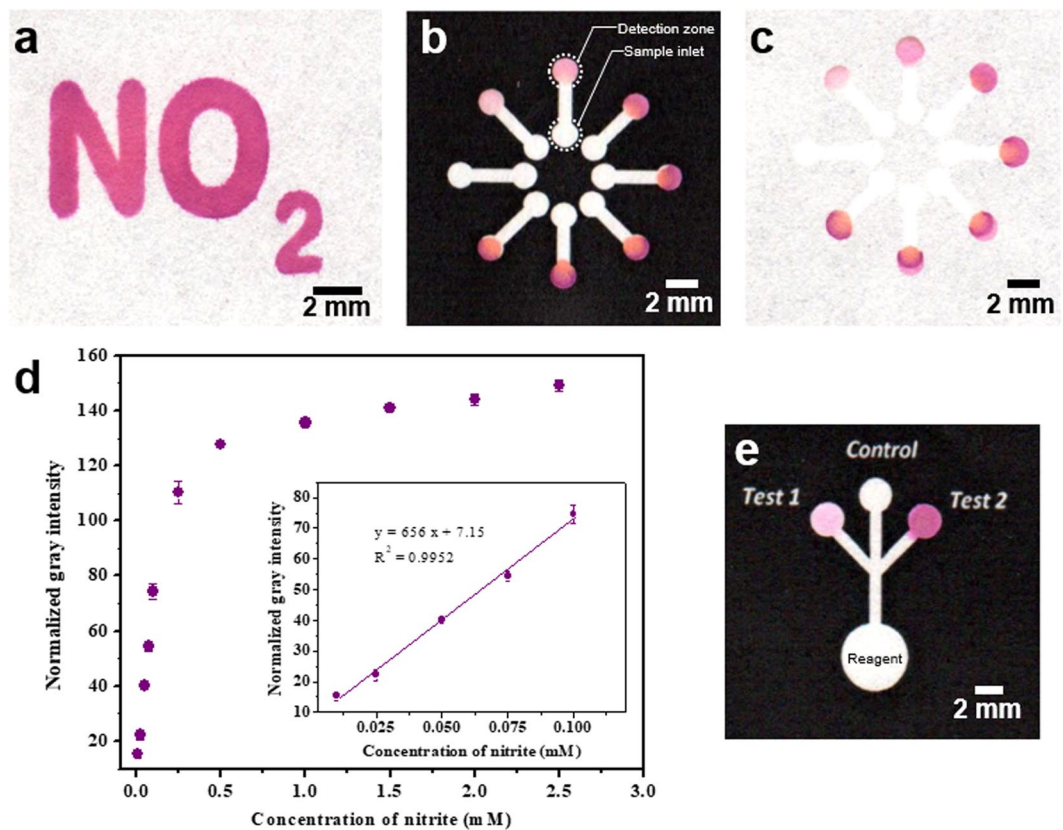 a
NO2
2 mm
b
Detection zone
Sample inlet
2 mm
c
2 mm
d
160
140
120
100
80
60
40
20
Normalized gray intensity
0.0 0.5 1.0 1.5 2.0 2.5 3.0
Concentration of nitrite (mM)
80
70
60
50
40
30
20
10
Normalized gray intensity
y = 656 x + 7.15
R2 = 0.9952
0.025 0.050 0.075 0.100
Concentration of nitrite (mM)
e
Control
Test 1 Test 2
Reagent
2 mm